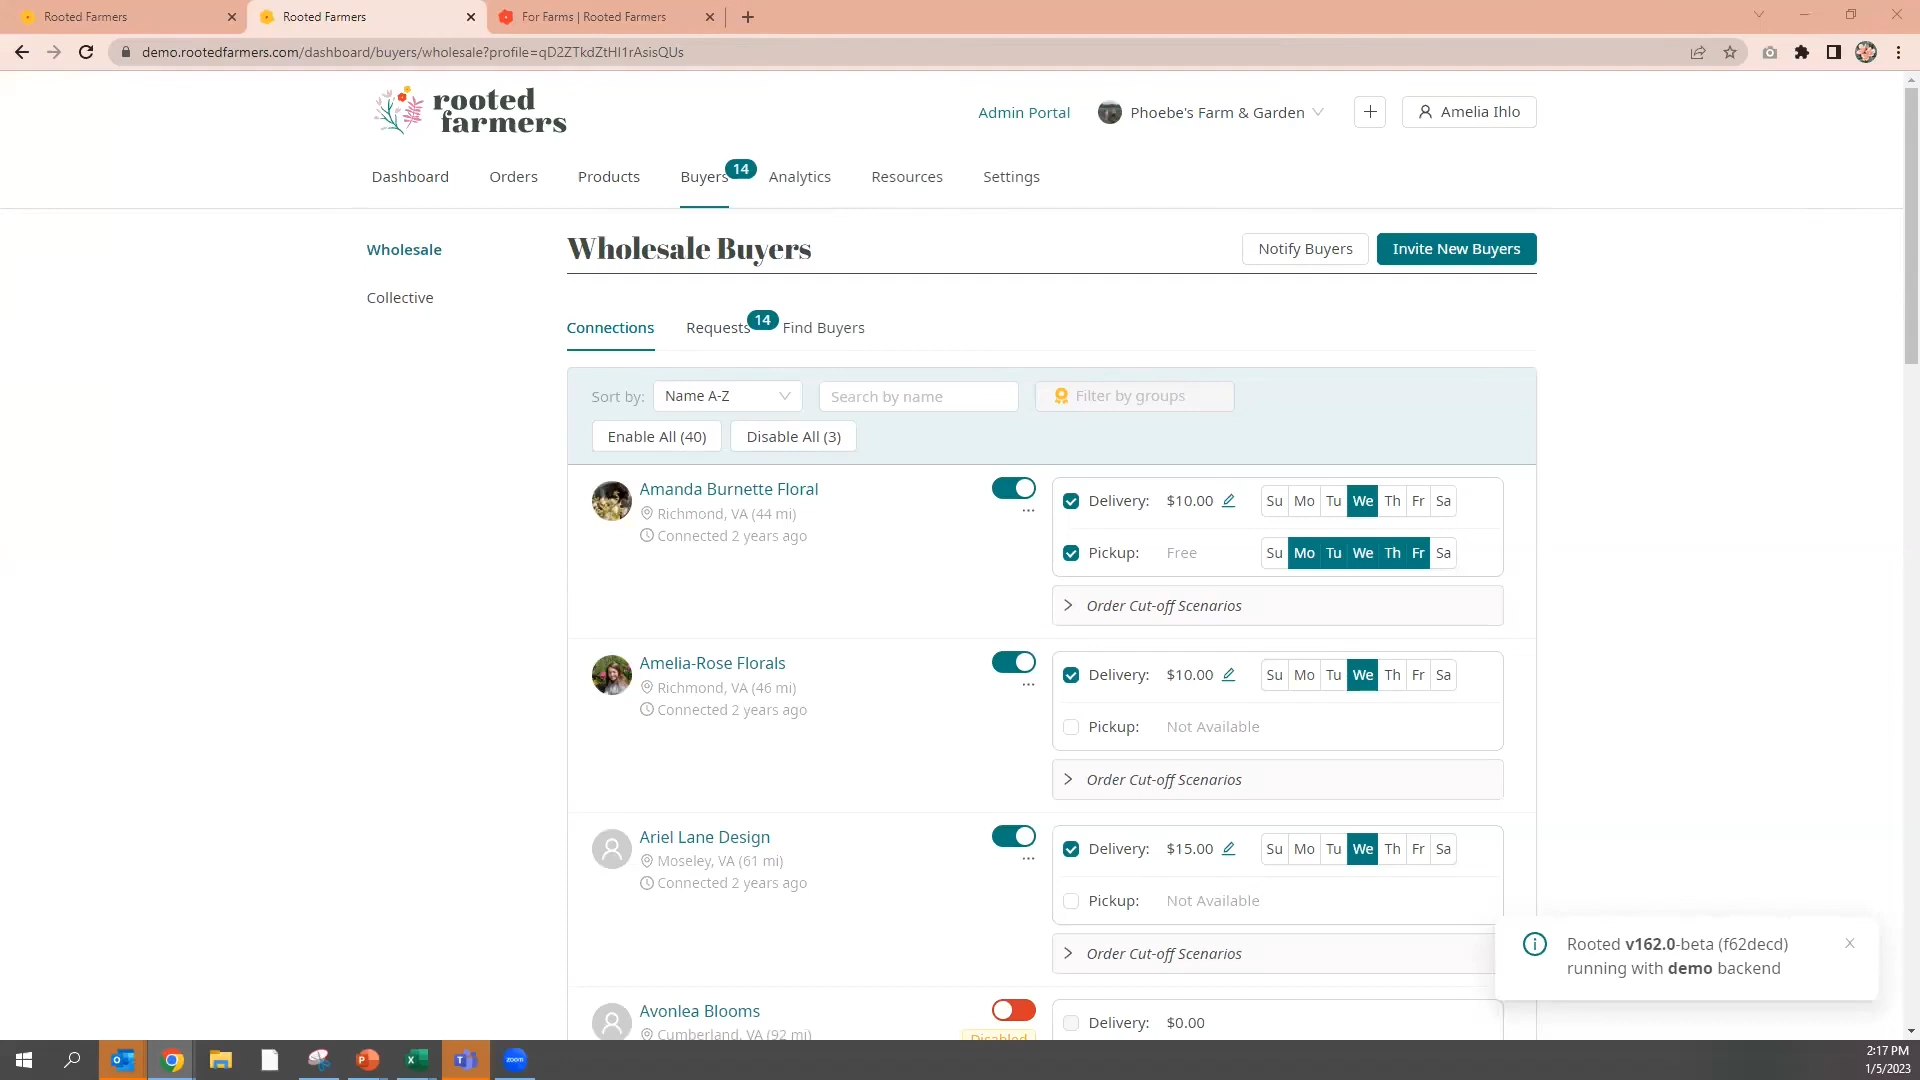 Rooted Farmers
Rooted Farmers
For Farms | Rooted Farmers
demo.rootedfarmers.com/dashboard/buyers/wholesale?profile=qD2ZTkdZtHI1rAsisQUs
rooted
farmers
Admin Portal
Phoebe's Farm & Garden
Amelia Ihlo
Dashboard
Orders
Products
Buyers
14
Analytics
Resources
Settings
Wholesale
Collective
Wholesale Buyers
Notify Buyers
Invite New Buyers
Connections
Requests
14
Find Buyers
Sort by: Name A-Z
Search by name
Filter by groups
Enable All (40)
Disable All (3)
Amanda Burnette Floral
Richmond, VA (44 mi)
Connected 2 years ago
Delivery: $10.00 Su Mo Tu We Th Fr Sa
Pickup: Free Su Mo Tu We Th Fr Sa
Order Cut-off Scenarios
Amelia-Rose Florals
Richmond, VA (46 mi)
Connected 2 years ago
Delivery: $10.00 Su Mo Tu We Th Fr Sa
Pickup: Not Available
Order Cut-off Scenarios
Ariel Lane Design
Moseley, VA (61 mi)
Connected 2 years ago
Delivery: $15.00 Su Mo Tu We Th Fr Sa
Pickup: Not Available
Order Cut-off Scenarios
Avonlea Blooms
Cumberland, VA (92 mi)
Disabled
Delivery: $0.00
Rooted v162.0-beta (f62decd)
running with demo backend
zoom
2:17 PM
1/5/2023